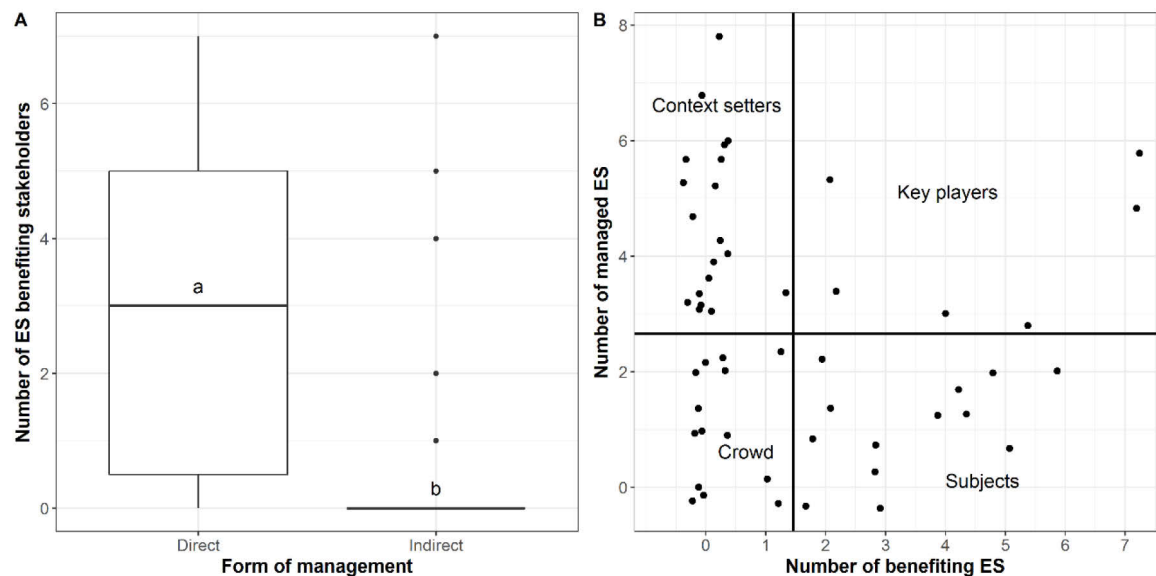 A
Number of ES benefiting stakeholders
6
4
2
0
a
b
Direct
Indirect
Form of management
B
Number of managed ES
8
6
4
2
0
Context setters
Key players
Crowd
Subjects
0 1 2 3 4 5 6 7
Number of benefiting ES